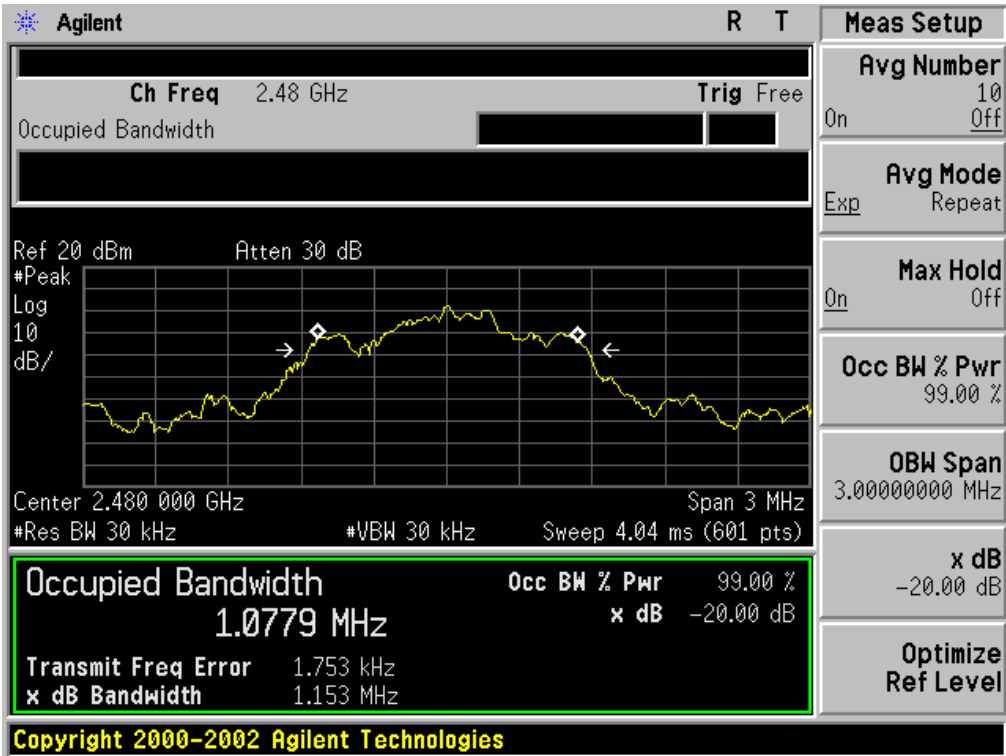 Agilent R T
Ch Freq 2.48 GHz Trig Free
Occupied Bandwidth
Ref 20 dBm Atten 30 dB
#Peak
Log
10
dB/
Center 2.480 000 GHz Span 3 MHz
#Res BW 30 kHz #VBW 30 kHz Sweep 4.04 ms (601 pts)
Occupied Bandwidth
1.0779 MHz
Occ BW % Pwr 99.00 %
x dB -20.00 dB
Transmit Freq Error 1.753 kHz
x dB Bandwidth 1.153 MHz
Copyright 2000-2002 Agilent Technologies
Meas Setup
Avg Number
10
On Off
Avg Mode
Exp Repeat
Max Hold
On Off
Occ BW % Pwr
99.00 %
OBW Span
3.00000000 MHz
x dB
-20.00 dB
Optimize
Ref Level